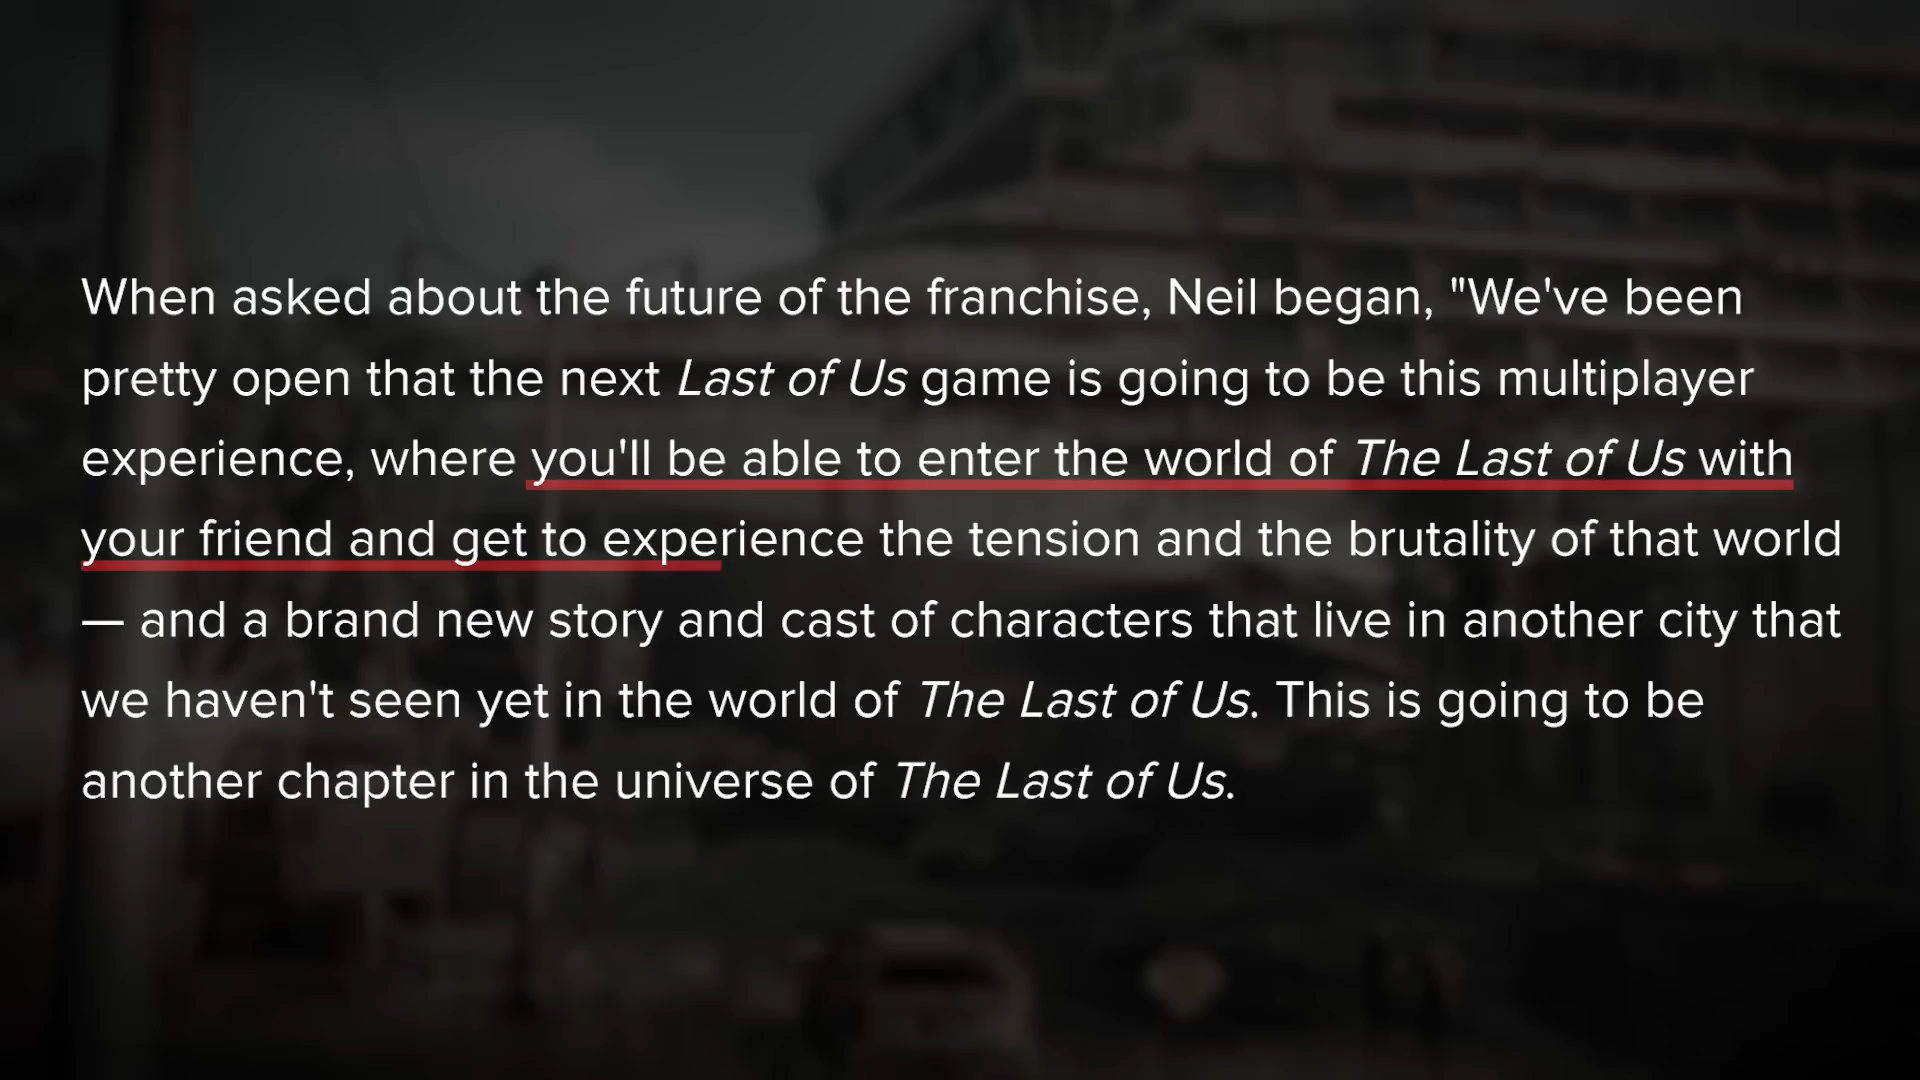 When asked about the future of the franchise, Neil began, "We've been
pretty open that the next Last of Us game is going to be this multiplayer
experience, where you'll be able to enter the world of The Last of Us with
your friend and get to experience the tension and the brutality of that world
— and a brand new story and cast of characters that live in another city that
we haven't seen yet in the world of The Last of Us. This is going to be
another chapter in the universe of The Last of Us.